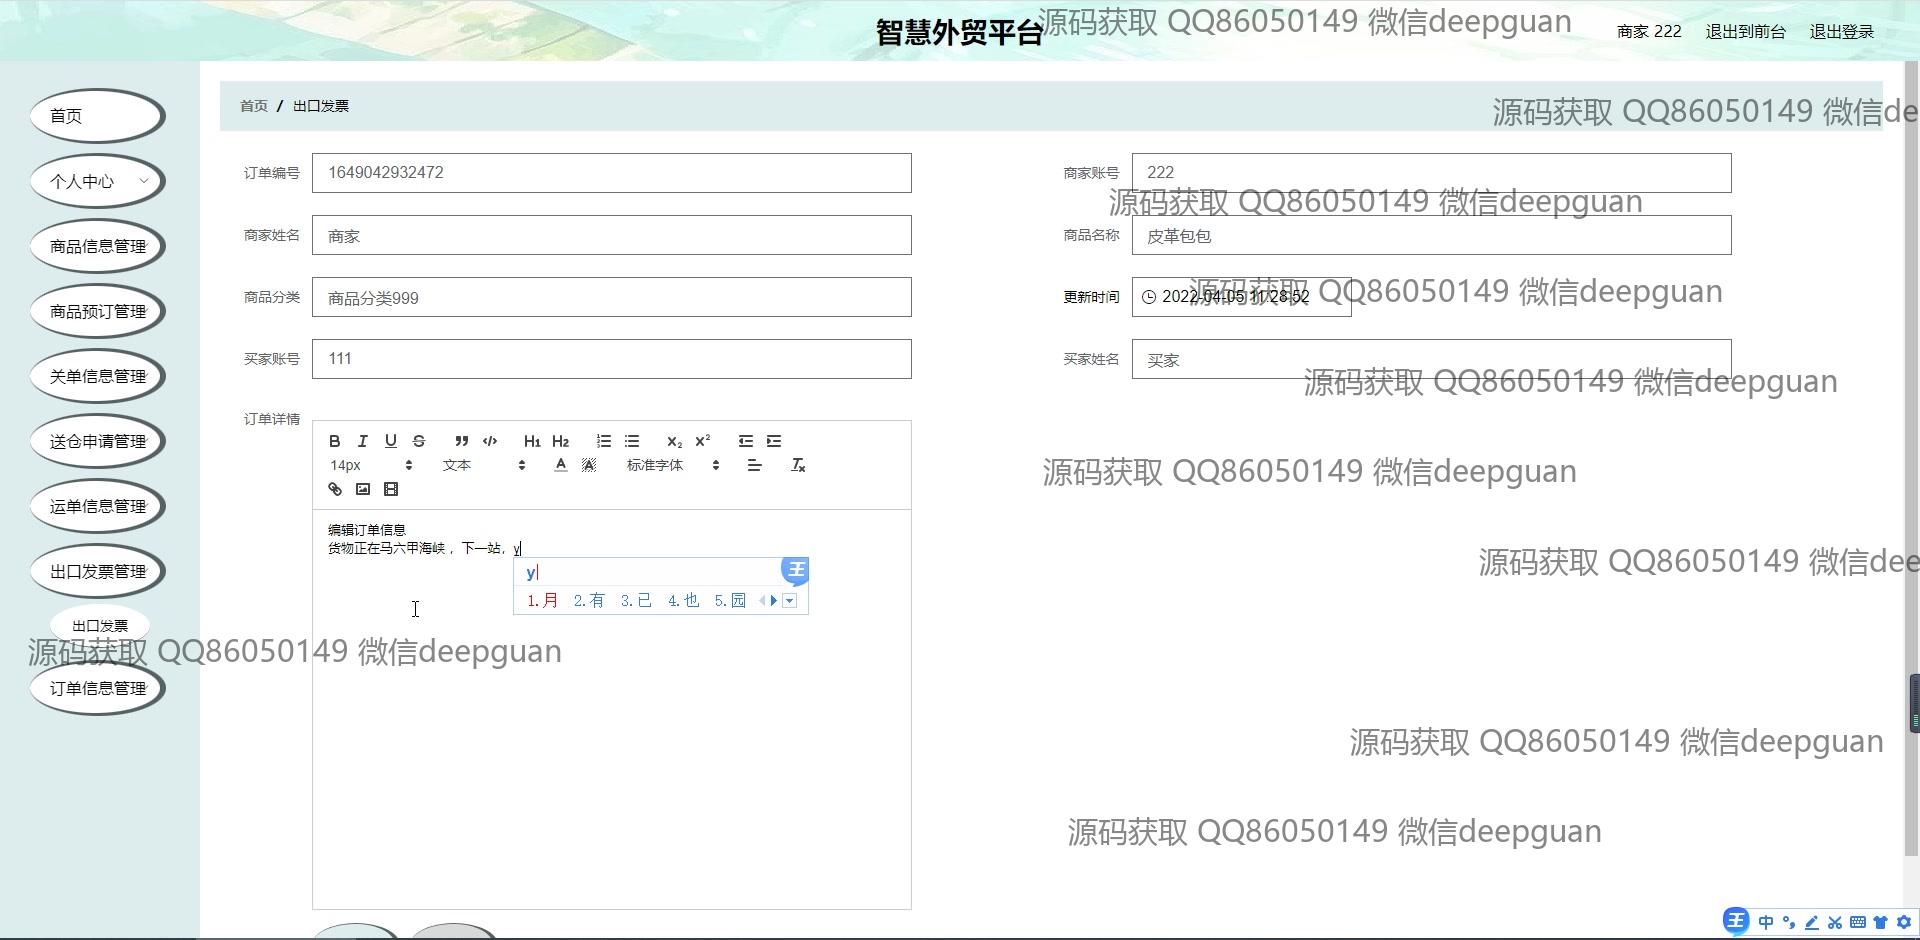 智慧外贸平台
源码获取 QQ86050149 微信deepguan
商家 222
退出到前台
退出登录
首页
个人中心
商品信息管理
商品预订管理
关单信息管理
送仓申请管理
运单信息管理
出口发票管理
出口发票
源码获取 QQ86050149 微信deepguan
订单信息管理
首页 / 出口发票
源码获取 QQ86050149 微信de
订单编号 1649042932472
商家账号 222
源码获取 QQ86050149 微信deepguan
商家姓名 商家
商品名称 皮革包包
商品分类 商品分类999
更新时间 2022-04-05 11:28:52
源码获取 QQ86050149 微信deepguan
买家账号 111
买家姓名 买家
源码获取 QQ86050149 微信deepguan
订单详情
B I U S H1 H2 X2 X2
14px 文本 A A 标准字体 Tx
源码获取 QQ86050149 微信deepguan
编辑订单信息
货物正在马六甲海峡，下一站，y
y
王
1.月 2.有 3.已 4.也 5.园
源码获取 QQ86050149 微信dee
源码获取 QQ86050149 微信deepguan
源码获取 QQ86050149 微信deepguan
王 中